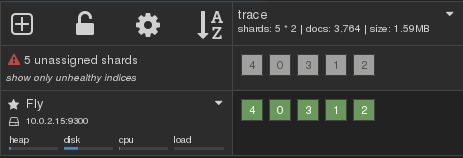 A
Z
trace
shards: 5 * 2 | docs: 3.764 | size: 1.59MB
5 unassigned shards
show only unhealthy indices
4 0 3 1 2
Fly
10.0.2.15:9300
heap disk cpu load
4 0 3 1 2